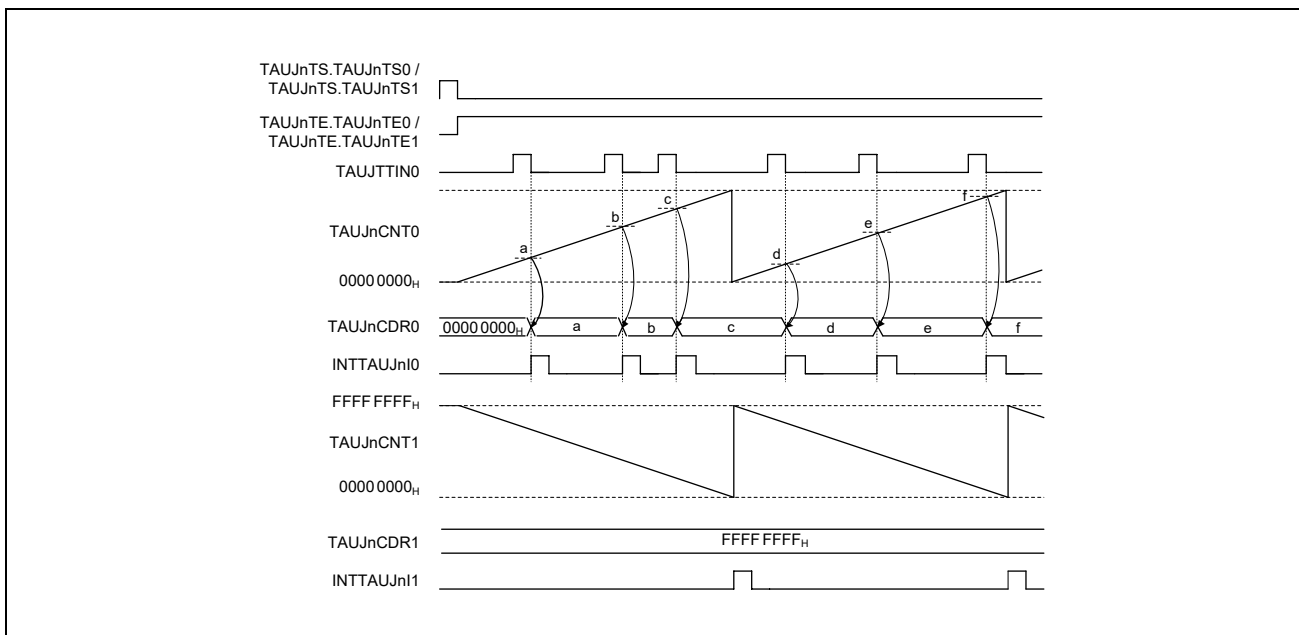 TAUJnTS.TAUJnTS0 /
TAUJnTS.TAUJnTS1
TAUJnTE.TAUJnTE0 /
TAUJnTE.TAUJnTE1
TAUJTTIN0
TAUJnCNT0
a
b
c
d
e
f
0000 0000H
TAUJnCDR0
0000 0000H
a
b
c
d
e
f
INTTAUJnI0
FFFF FFFFH
TAUJnCNT1
0000 0000H
TAUJnCDR1
FFFF FFFFH
INTTAUJnI1